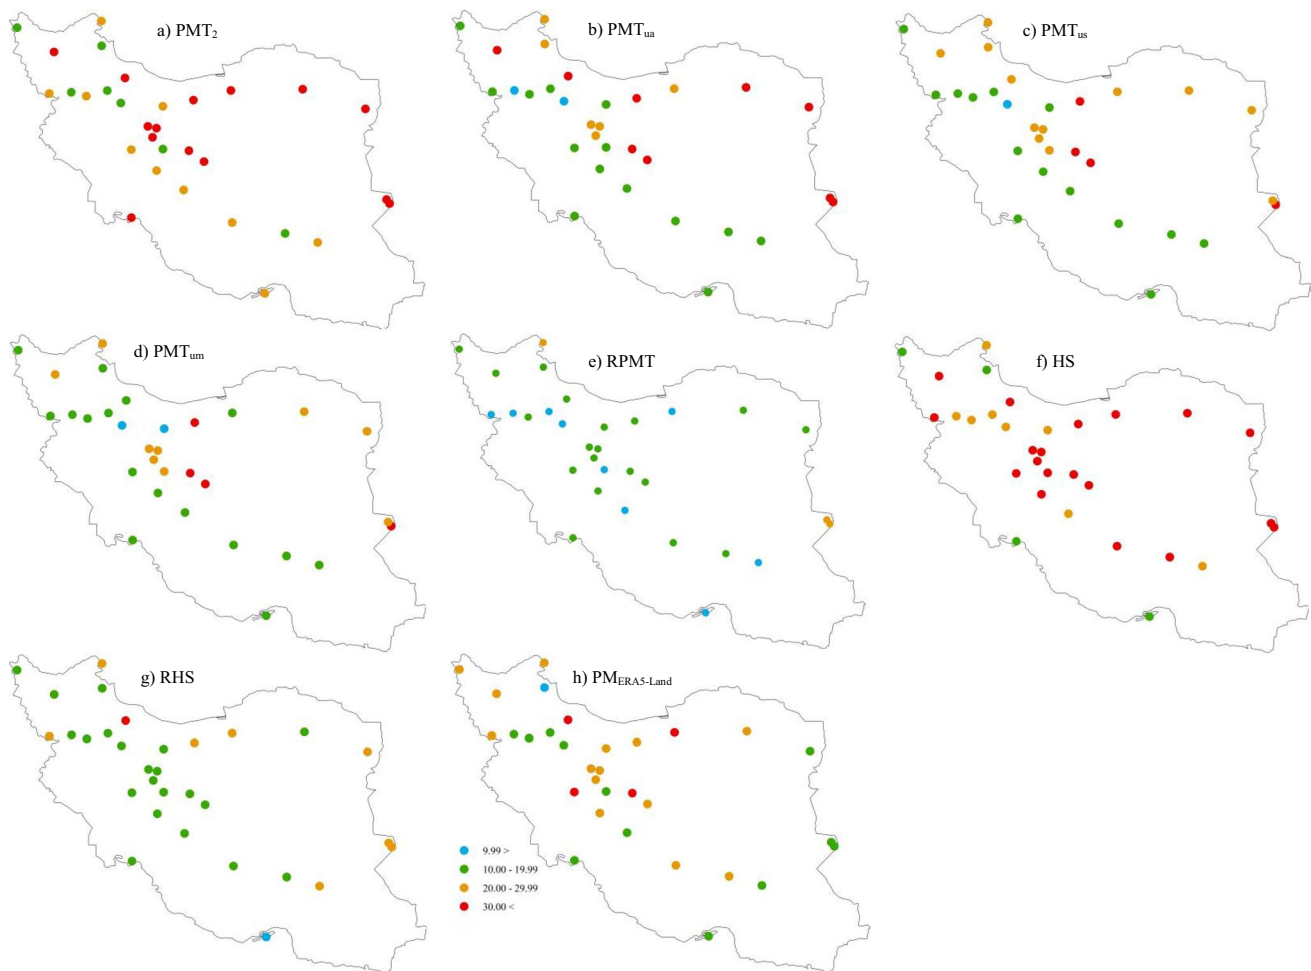 a) PMT2
b) PMTua
c) PMTus
d) PMTum
e) RPMT
f) HS
g) RHS
h) PMERA5-Land
9.99 >
10.00 - 19.99
20.00 - 29.99
30.00 <